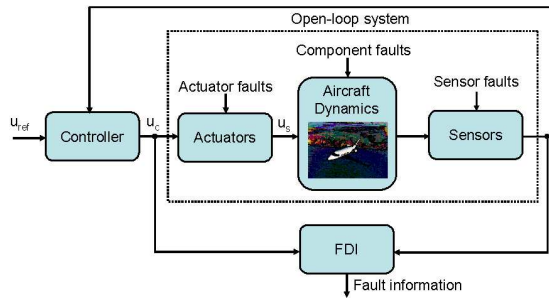 Open-loop system
Component faults
Actuator faults
Sensor faults
Aircraft
Dynamics
u_ref
Controller
u_c
Actuators
u_s
Sensors
FDI
Fault information